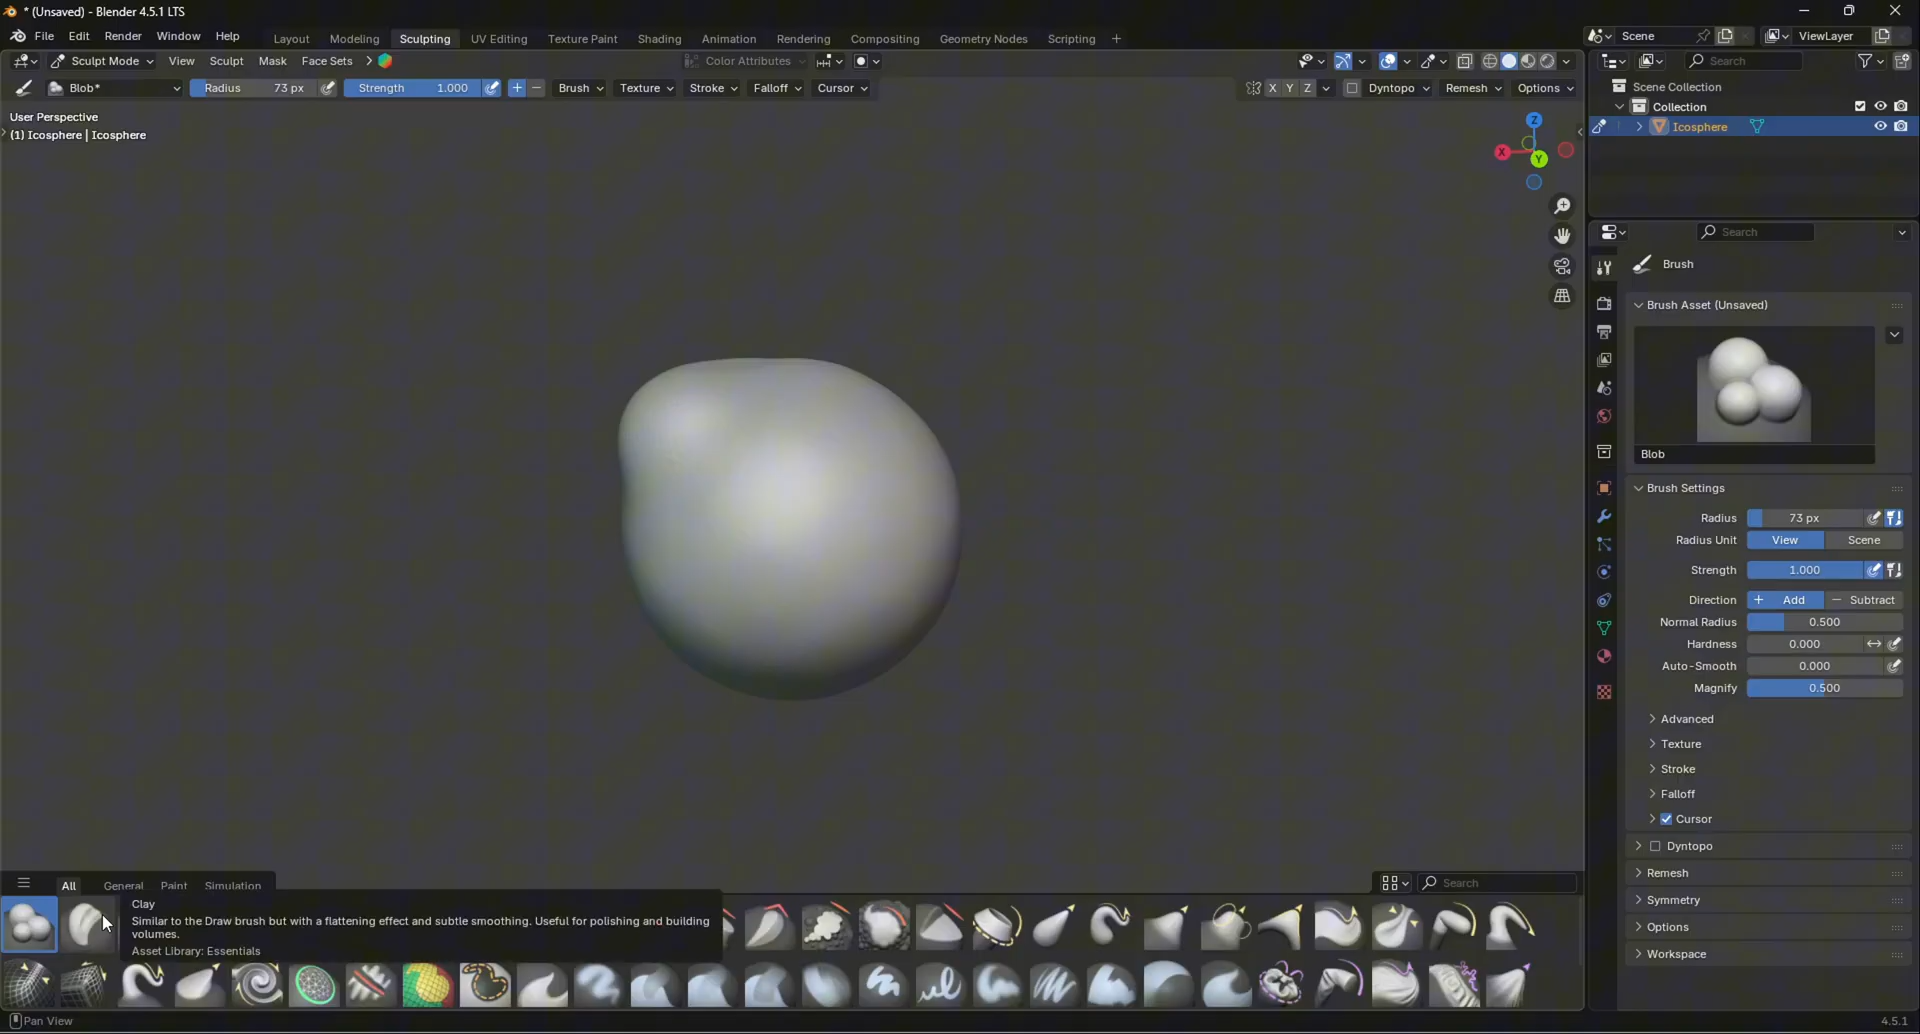 * (Unsaved) - Blender 4.5.1 LTS
File Edit Render Window Help Layout Modeling Sculpting UV Editing Texture Paint Shading Animation Rendering Compositing Geometry Nodes Scripting + Scene ViewLayer
Sculpt Mode View Sculpt Mask Face Sets Color Attributes Search
Blob* Radius 73 px Strength 1.000 Brush Texture Stroke Falloff Cursor X Y Z Dyntopo Remesh Options
Scene Collection
Collection
Icosphere
User Perspective
(1) Icosphere | Icosphere
Z
X
Y
Search
Brush
Brush Asset (Unsaved)
Blob
Brush Settings
Radius 73 px
Radius Unit View Scene
Strength 1.000
Direction + Add − Subtract
Normal Radius 0.500
Hardness 0.000
Auto-Smooth 0.000
Magnify 0.500
Advanced
Texture
Stroke
Falloff
Cursor
Dyntopo
Remesh
Symmetry
Options
Workspace
All General Paint Simulation Search
Clay
Similar to the Draw brush but with a flattening effect and subtle smoothing. Useful for polishing and building
volumes.
Asset Library: Essentials
Pan View 4.5.1